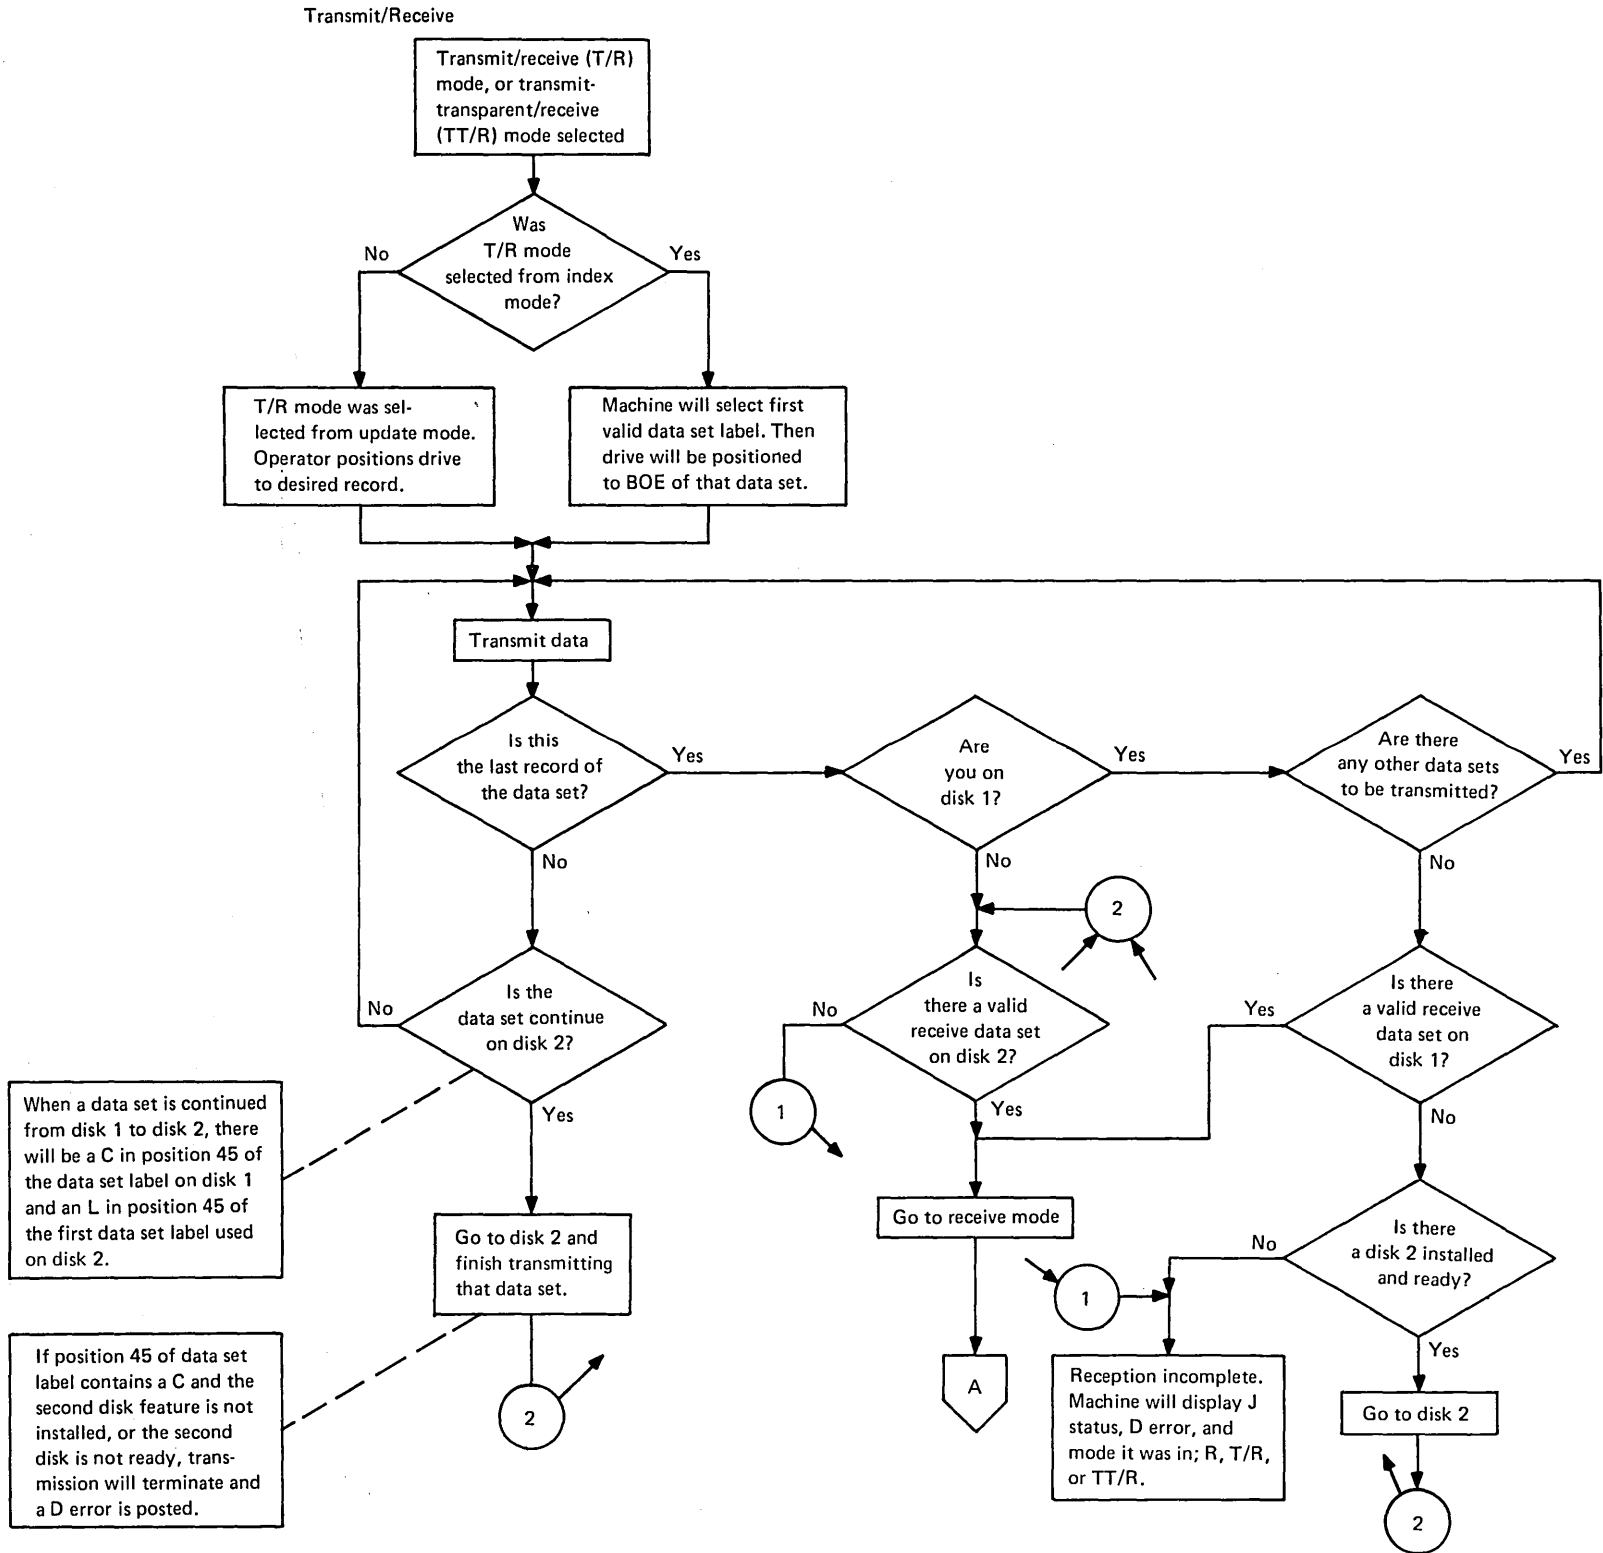 Transmit/Receive
Transmit/receive (T/R)
mode, or transmit-
transparent/receive
(TT/R) mode selected
Was
T/R mode
selected from index
mode?
No
Yes
T/R mode was sel-
lected from update mode.
Operator positions drive
to desired record.
Machine will select first
valid data set label. Then
drive will be positioned
to BOE of that data set.
Transmit data
Is this
the last record of
the data set?
Yes
No
Are
you on
disk 1?
Yes
No
Are there
any other data sets
to be transmitted?
Yes
No
2
Is the
data set continue
on disk 2?
No
Yes
Is
there a valid
receive data set
on disk 2?
No
Yes
1
Is there
a valid receive
data set on
disk 1?
Yes
No
When a data set is continued
from disk 1 to disk 2, there
will be a C in position 45 of
the data set label on disk 1
and an L in position 45 of
the first data set label used
on disk 2.
Go to disk 2 and
finish transmitting
that data set.
Go to receive mode
Is there
a disk 2 installed
and ready?
No
Yes
1
If position 45 of data set
label contains a C and the
second disk feature is not
installed, or the second
disk is not ready, trans-
mission will terminate and
a D error is posted.
2
A
Reception incomplete.
Machine will display J
status, D error, and
mode it was in; R, T/R,
or TT/R.
Go to disk 2
2